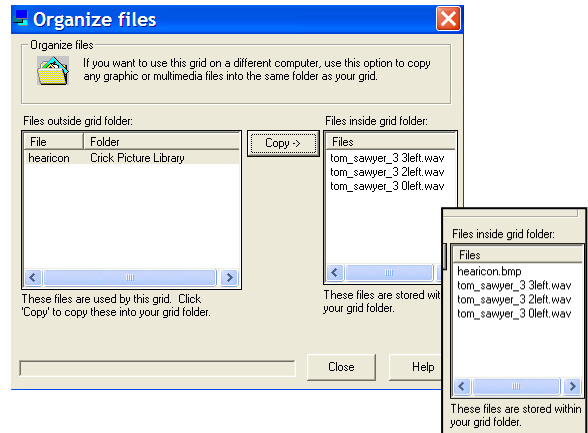 Organize files
Organize files
If you want to use this grid on a different computer, use this option to copy
any graphic or multimedia files into the same folder as your grid.
Files outside grid folder:
File Folder
hearicon Crick Picture Library
Copy ->
Files inside grid folder:
Files
tom_sawyer_3 3left.wav
tom_sawyer_3 2left.wav
tom_sawyer_3 0left.wav
These files are used by this grid. Click
'Copy' to copy these into your grid folder.
These files are stored wit
your grid folder.
Close
Help
Files inside grid folder:
Files
hearicon.bmp
tom_sawyer_3 3left.wav
tom_sawyer_3 2left.wav
tom_sawyer_3 0left.wav
These files are stored within
your grid folder.